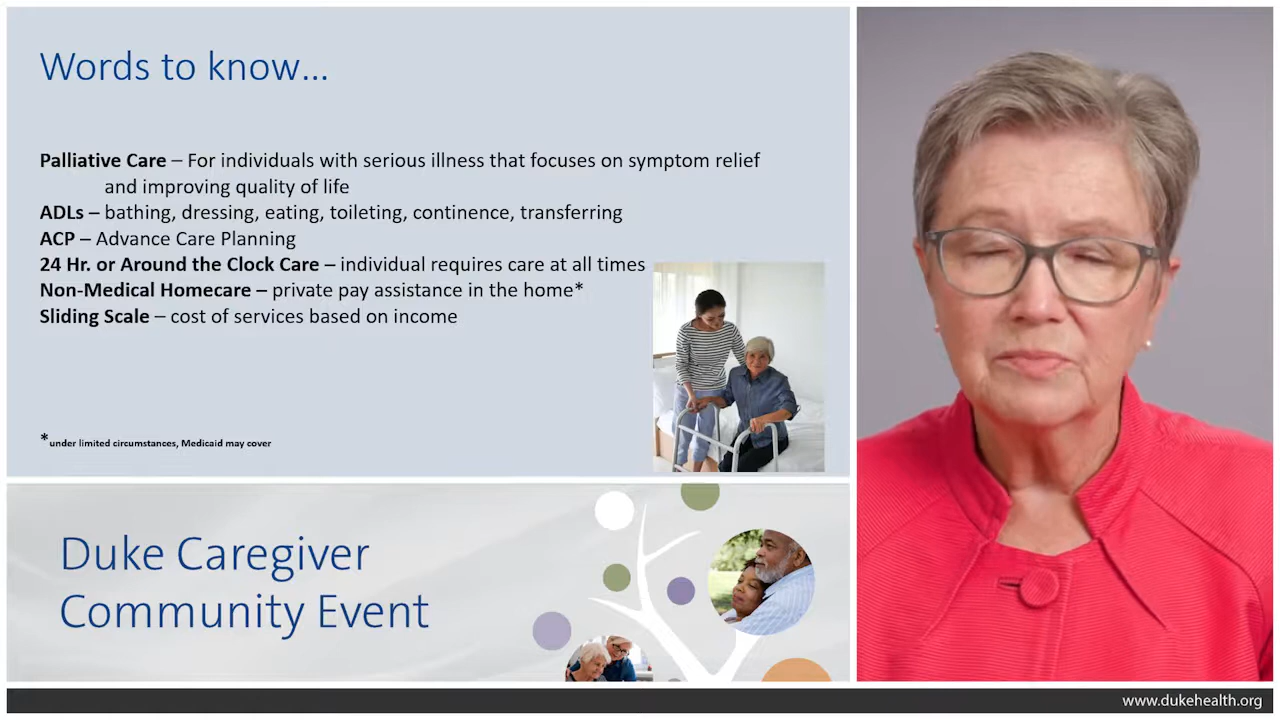 Words to know...
Palliative Care – For individuals with serious illness that focuses on symptom relief
and improving quality of life
ADLs – bathing, dressing, eating, toileting, continence, transferring
ACP – Advance Care Planning
24 Hr. or Around the Clock Care – individual requires care at all times
Non-Medical Homecare – private pay assistance in the home*
Sliding Scale – cost of services based on income
*under limited circumstances, Medicaid may cover
Duke Caregiver
Community Event
www.dukehealth.org